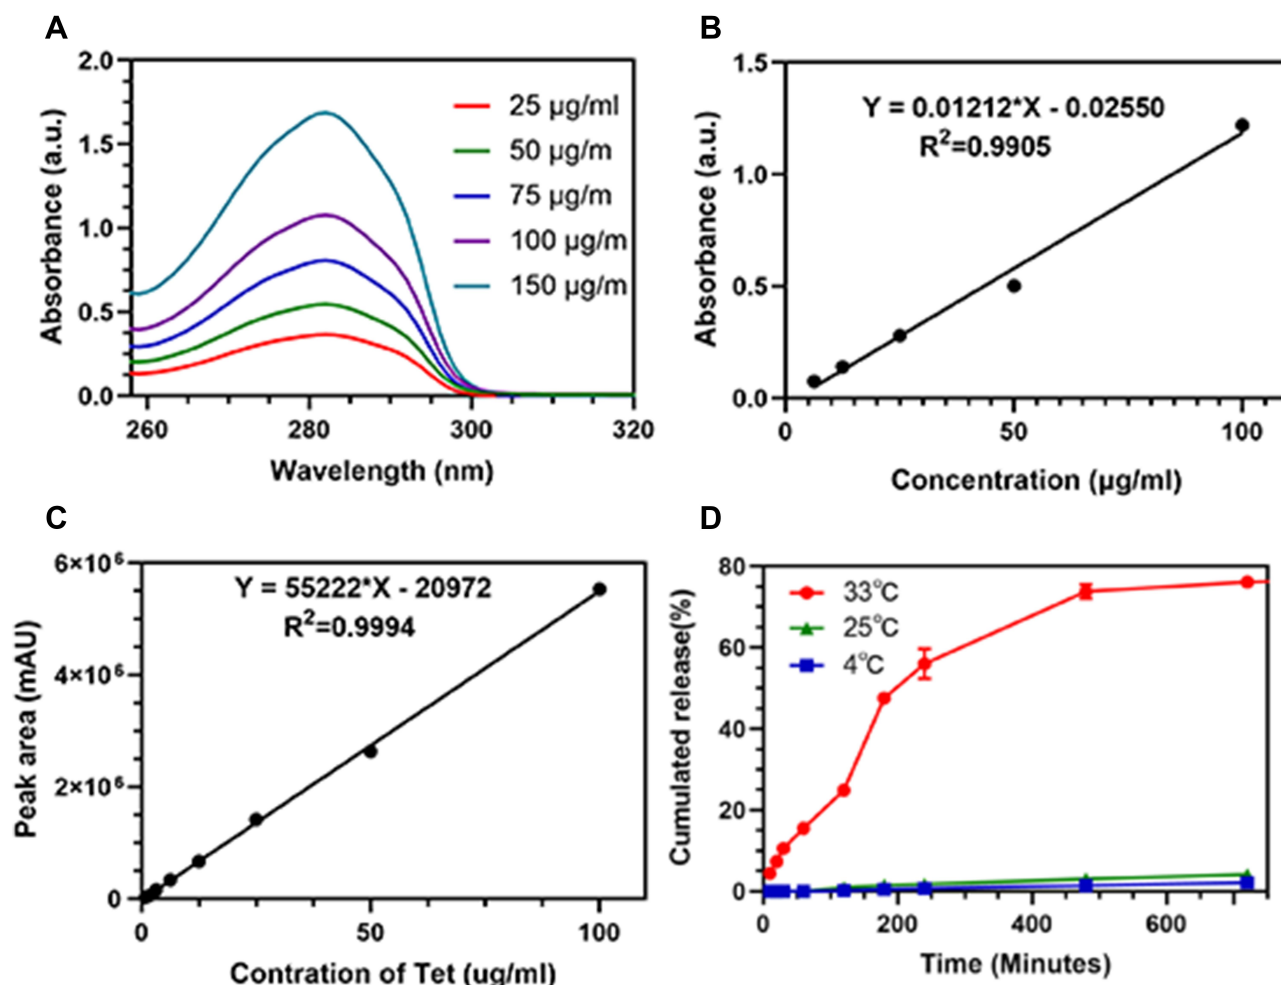 A
2.0
1.5
1.0
0.5
0.0
260
280
300
320
Absorbance (a.u.)
Wavelength (nm)
25 µg/ml
50 µg/m
75 µg/m
100 µg/m
150 µg/m
B
1.5
1.0
0.5
0.0
0
50
100
Absorbance (a.u.)
Concentration (µg/ml)
Y = 0.01212*X - 0.02550
R²=0.9905
C
6×10⁶
4×10⁶
2×10⁶
0
0
50
100
Peak area (mAU)
Contration of Tet (ug/ml)
Y = 55222*X - 20972
R²=0.9994
D
80
60
40
20
0
0
200
400
600
Cumulated release(%)
Time (Minutes)
33°C
25°C
4°C